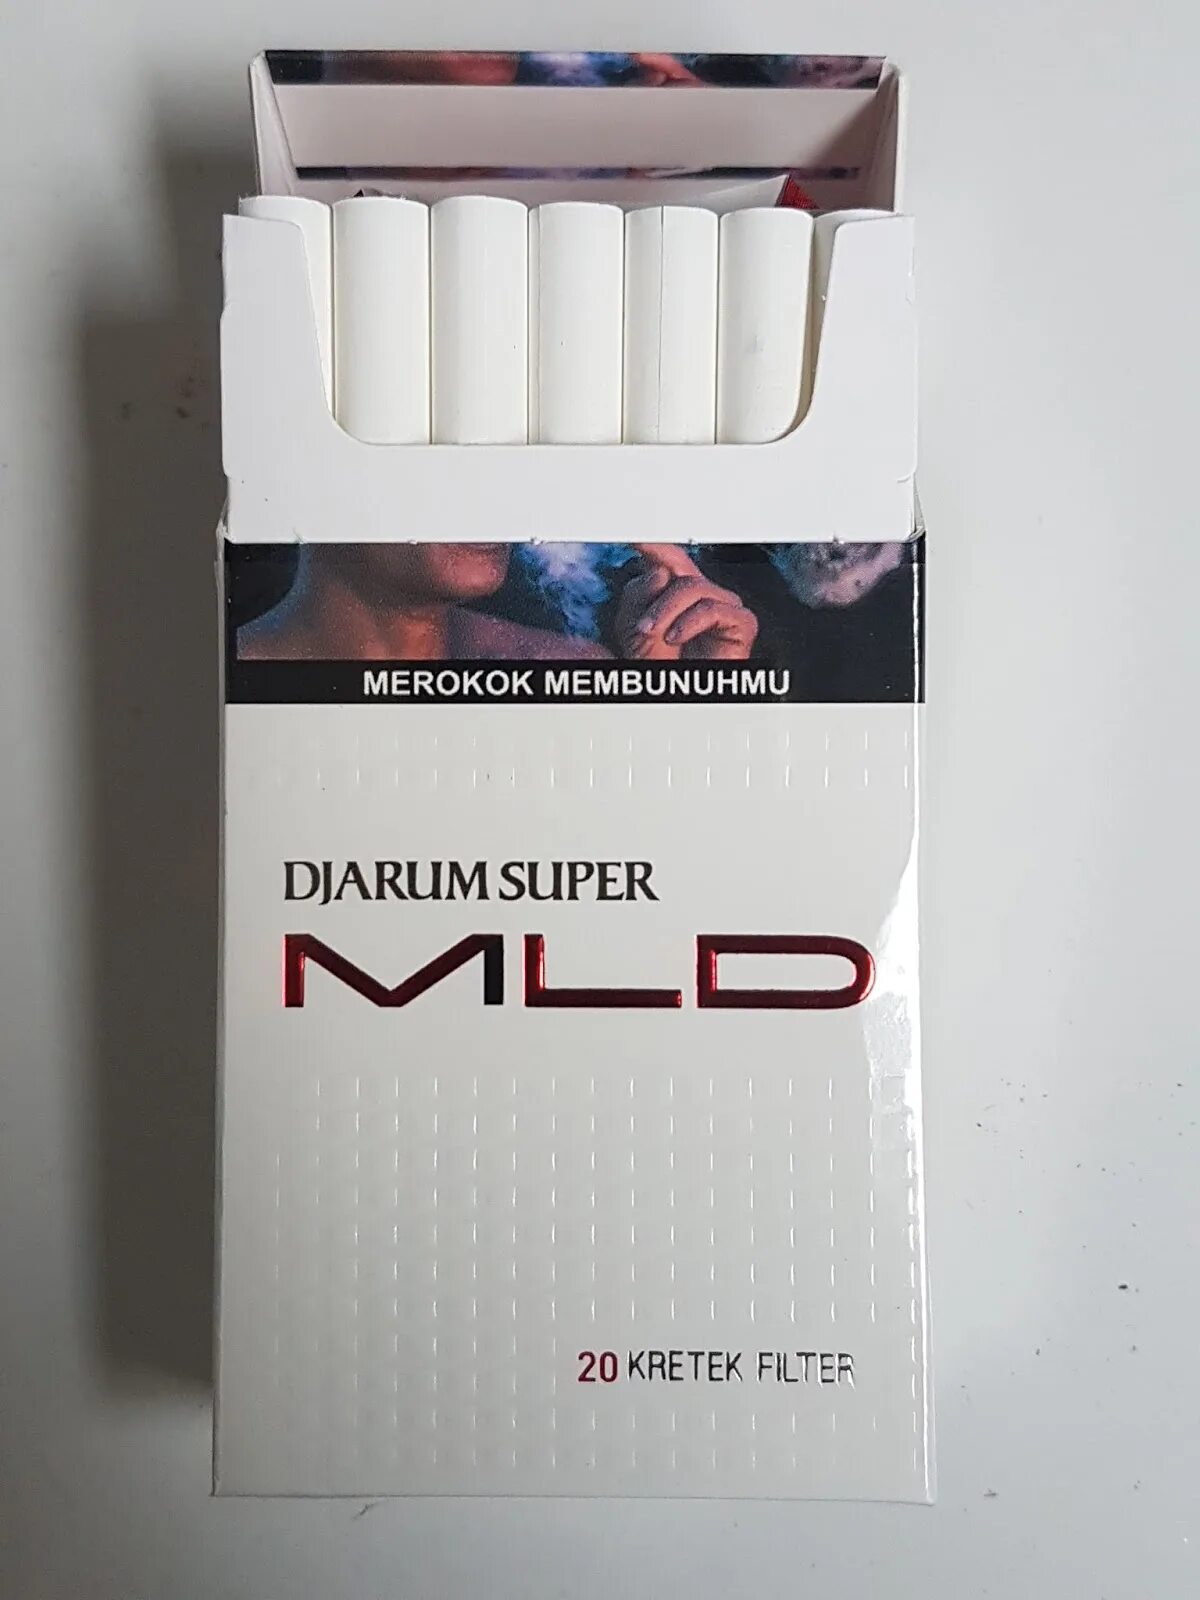 MEROKOK MEMBUNUHMU
DJARUM SUPER
MLD
20 KRETEK FILTER